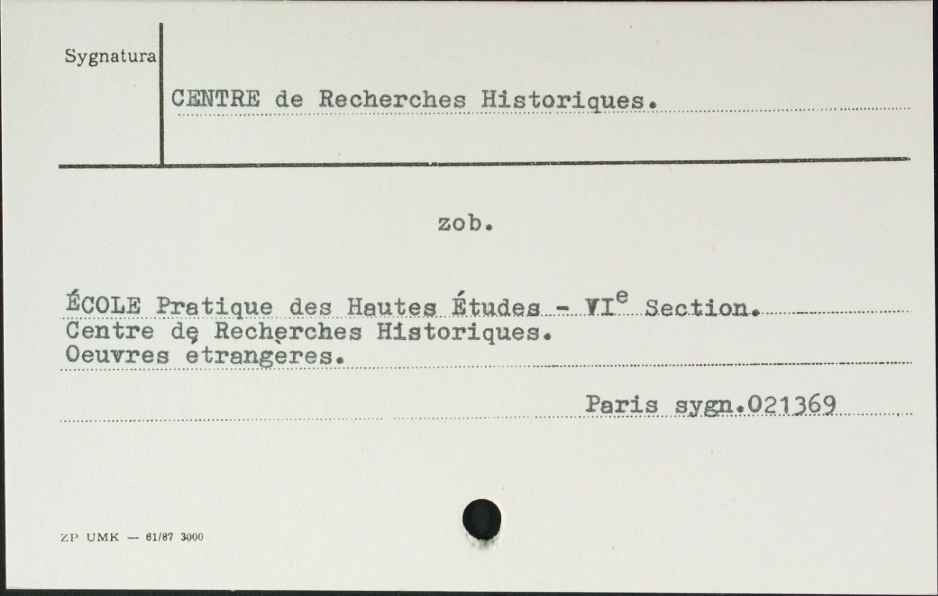 Sygnatura
CENTRE de Recherches Historiques.
zob.
ÉCOLE Pratique des Hautes Études - VIe Section.
Centre de Recherches Historiques.
Oeuvres etrangères.
Paris sygn.021369
ZP UMK — 61/87 3000